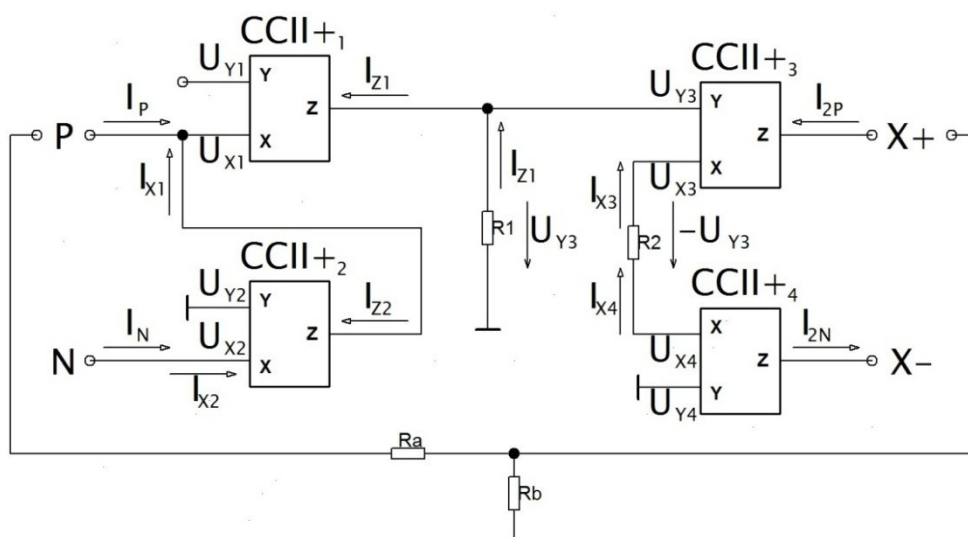 CCII+1
UY1
Y
IZ1
Z
IP
P
X
UX1
IX1
IZ1
R1
UY3
CCII+3
UY3
Y
I2P
Z
X+
X
UX3
IX3
R2
-UY3
CCII+2
UY2
Y
IZ2
Z
IN
N
UX2
X
IX2
CCII+4
IX4
X
UX4
I2N
Z
X-
Y
UY4
Ra
Rb